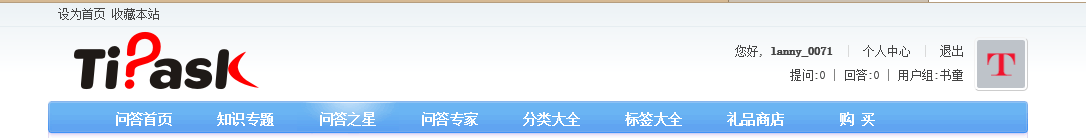 设为首页 收藏本站
Tipask
您好，lanny_0071 | 个人中心 | 退出
提问:0 | 回答:0 | 用户组:书童
T
问答首页 知识专题 问答之星 问答专家 分类大全 标签大全 礼品商店 购 买